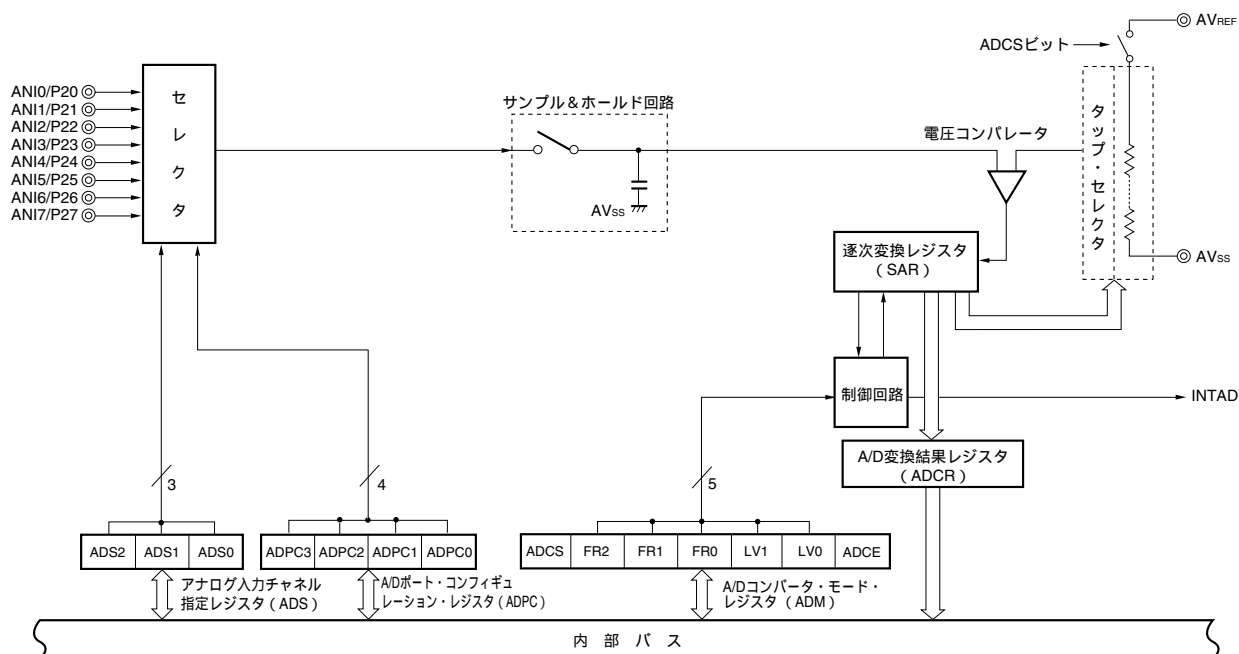 AVREF
ADCSビット
ANI0/P20
ANI1/P21
ANI2/P22
ANI3/P23
ANI4/P24
ANI5/P25
ANI6/P26
ANI7/P27
セレクタ
サンプル＆ホールド回路
AVSS
電圧コンパレータ
タップ・セレクタ
AVSS
逐次変換レジスタ
（SAR）
制御回路
INTAD
A/D変換結果レジスタ
（ADCR）
3
4
5
ADS2 ADS1 ADS0
ADPC3 ADPC2 ADPC1 ADPC0
ADCS FR2 FR1 FR0 LV1 LV0 ADCE
アナログ入力チャネル
指定レジスタ（ADS）
A/Dポート・コンフィギュ
レーション・レジスタ（ADPC）
A/Dコンバータ・モード・
レジスタ（ADM）
内部バス